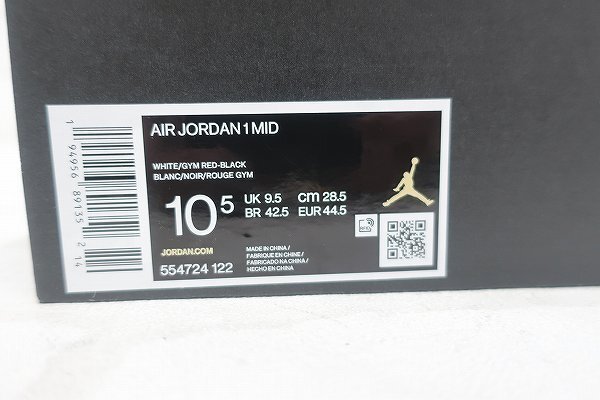 AIR JORDAN 1 MID
WHITE/GYM RED-BLACK
BLANC/NOIR/ROUGE GYM
10.5
UK 9.5 CM 28.5
BR 42.5 EUR 44.5
JORDAN.COM
554724 122
MADE IN CHINA /
FABRIQUE EN CHINE /
FABRICADO NA CHINA /
HECHO EN CHINA
1 94956 89135 2 14